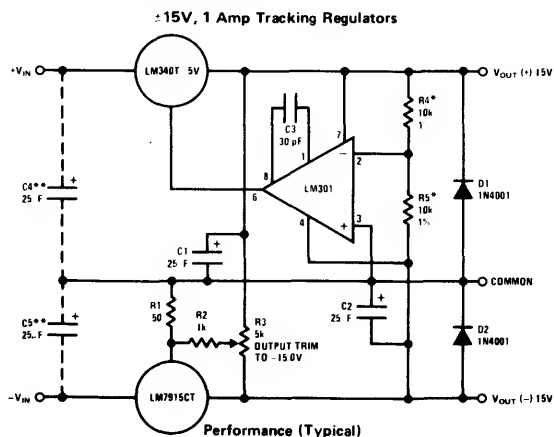 ±15V, 1 Amp Tracking Regulators
+VIN
LM340T 5V
VOUT (+) 15V
C3
30 pF
R4*
10k
1
7
1
8
2
LM301
6
R5*
10k
1%
D1
1N4001
4
3
C4**
25 F
C1
25 F
COMMON
R1
50
C2
25 F
R2
1k
R3
5k
OUTPUT TRIM
TO -15.0V
C5**
25 F
D2
1N4001
-VIN
LM7915CT
VOUT (-) 15V
Performance (Typical)